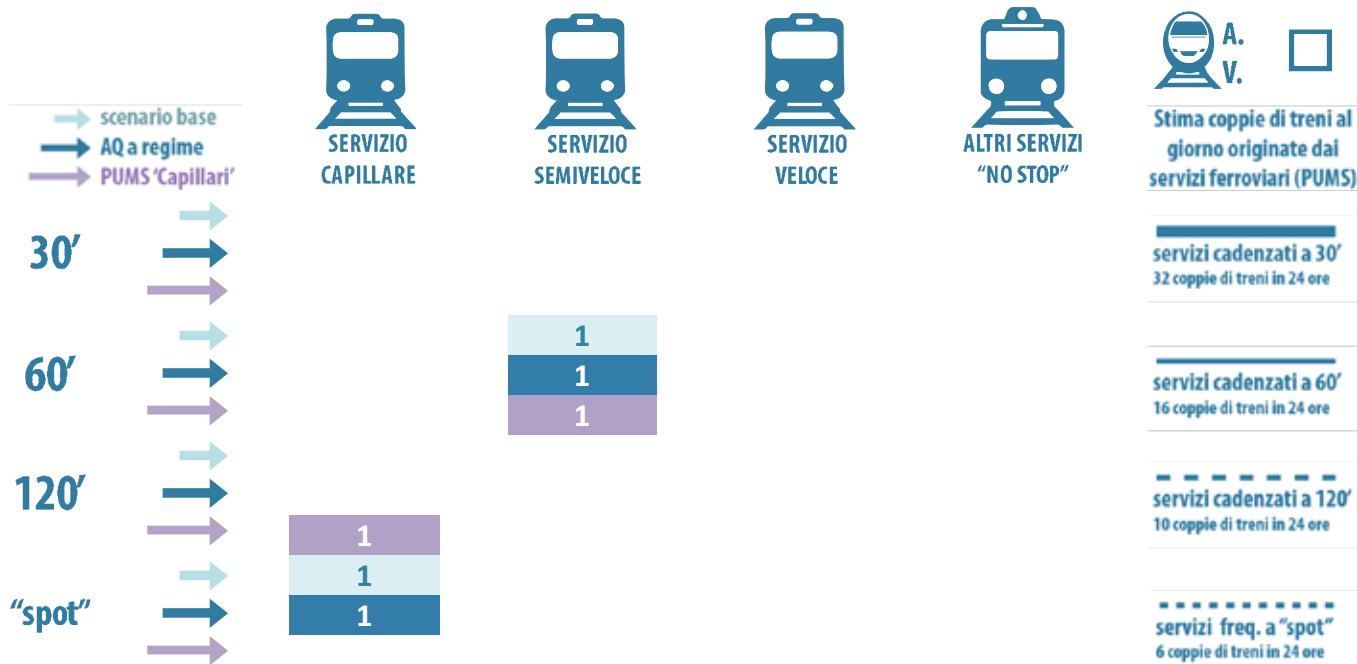 A.
V.
scenario base
AQ a regime
PUMS ‘Capillari’
SERVIZIO
CAPILLARE
SERVIZIO
SEMIVELOCE
SERVIZIO
VELOCE
ALTRI SERVIZI
“NO STOP”
Stima coppie di treni al
giorno originate dai
servizi ferroviari (PUMS)
30’
servizi cadenzati a 30’
32 coppie di treni in 24 ore
60’
1
1
1
servizi cadenzati a 60’
16 coppie di treni in 24 ore
120’
1
servizi cadenzati a 120’
10 coppie di treni in 24 ore
“spot”
1
1
servizi freq. a “spot”
6 coppie di treni in 24 ore